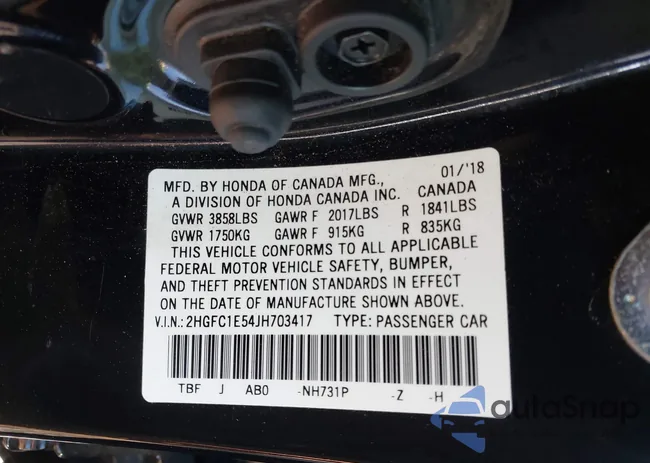 MFD. BY HONDA OF CANADA MFG., 01/'18
A DIVISION OF HONDA CANADA INC. CANADA
GVWR 3858LBS GAWR F 2017LBS R 1841LBS
GVWR 1750KG GAWR F 915KG R 835KG
THIS VEHICLE CONFORMS TO ALL APPLICABLE
FEDERAL MOTOR VEHICLE SAFETY, BUMPER,
AND THEFT PREVENTION STANDARDS IN EFFECT
ON THE DATE OF MANUFACTURE SHOWN ABOVE.
V.I.N.: 2HGFC1E54JH703417 TYPE: PASSENGER CAR
TBF J AB0 -NH731P -Z -H
autoSnap